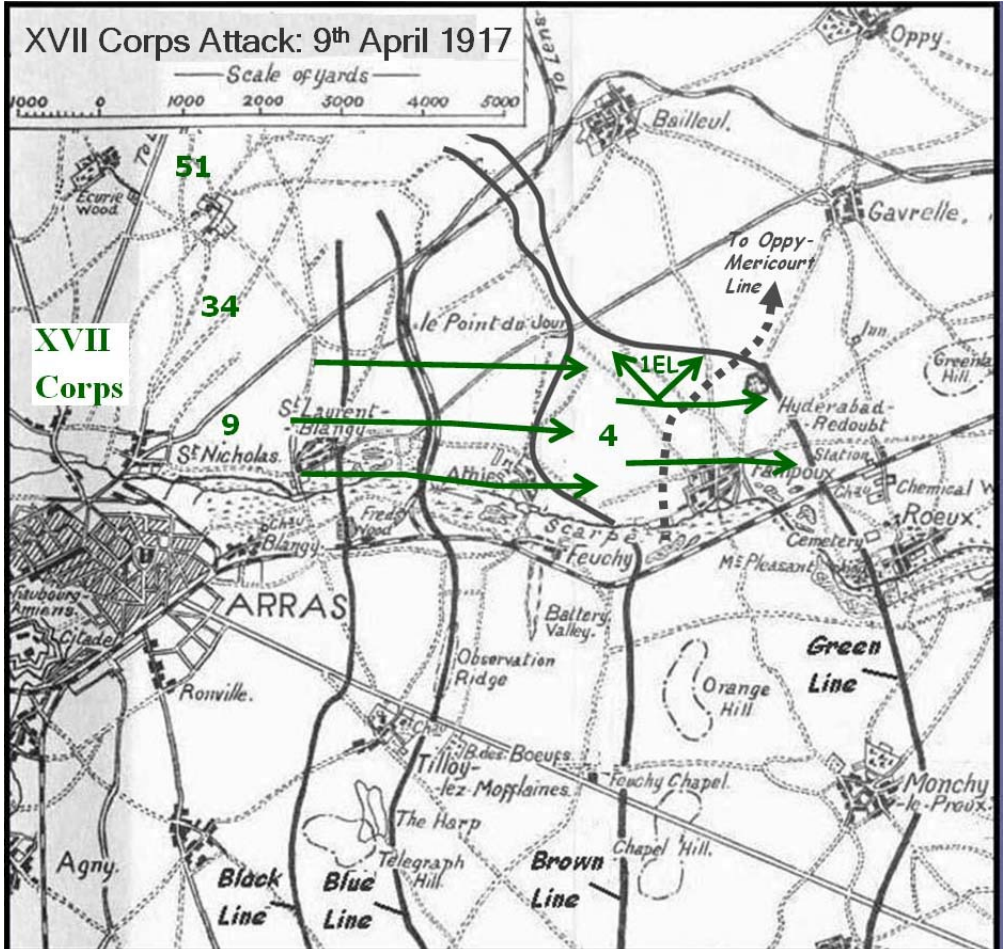 XVII Corps Attack: 9th April 1917
Scale of yards
1000 0 1000 2000 3000 4000 5000
To Lens
Oppy
Bailleul.
51
Ecurie
Wood
To
Gavrelle.
To Oppy-
Mericourt
Line
34
le Point du Jour
Inn
XVII
Corps
1EL
Greenland
Hill
9
St Laurent-
Blangy
4
Hyderabad-
Redoubt
St Nicholas.
Athies
Station
Fampoux
Chau
Chemical W
Scarpe
Roeux.
Chau
Blangy
Fred's
Wood
Feuchy
Cemetery
Mt Pleasant
ARRAS
Faubourg-
Amiens
Citadel
Battery
Valley.
Green
Line
Observation
Ridge
Orange
Hill
Ronville.
B. des Boeufs
Tilloy-
lez-Mofflaines.
Feuchy Chapel.
Monchy
-le-Preux.
The Harp
Chapel Hill.
Telegraph
Hill.
Agny.
Black
Line
Blue
Line
Brown
Line